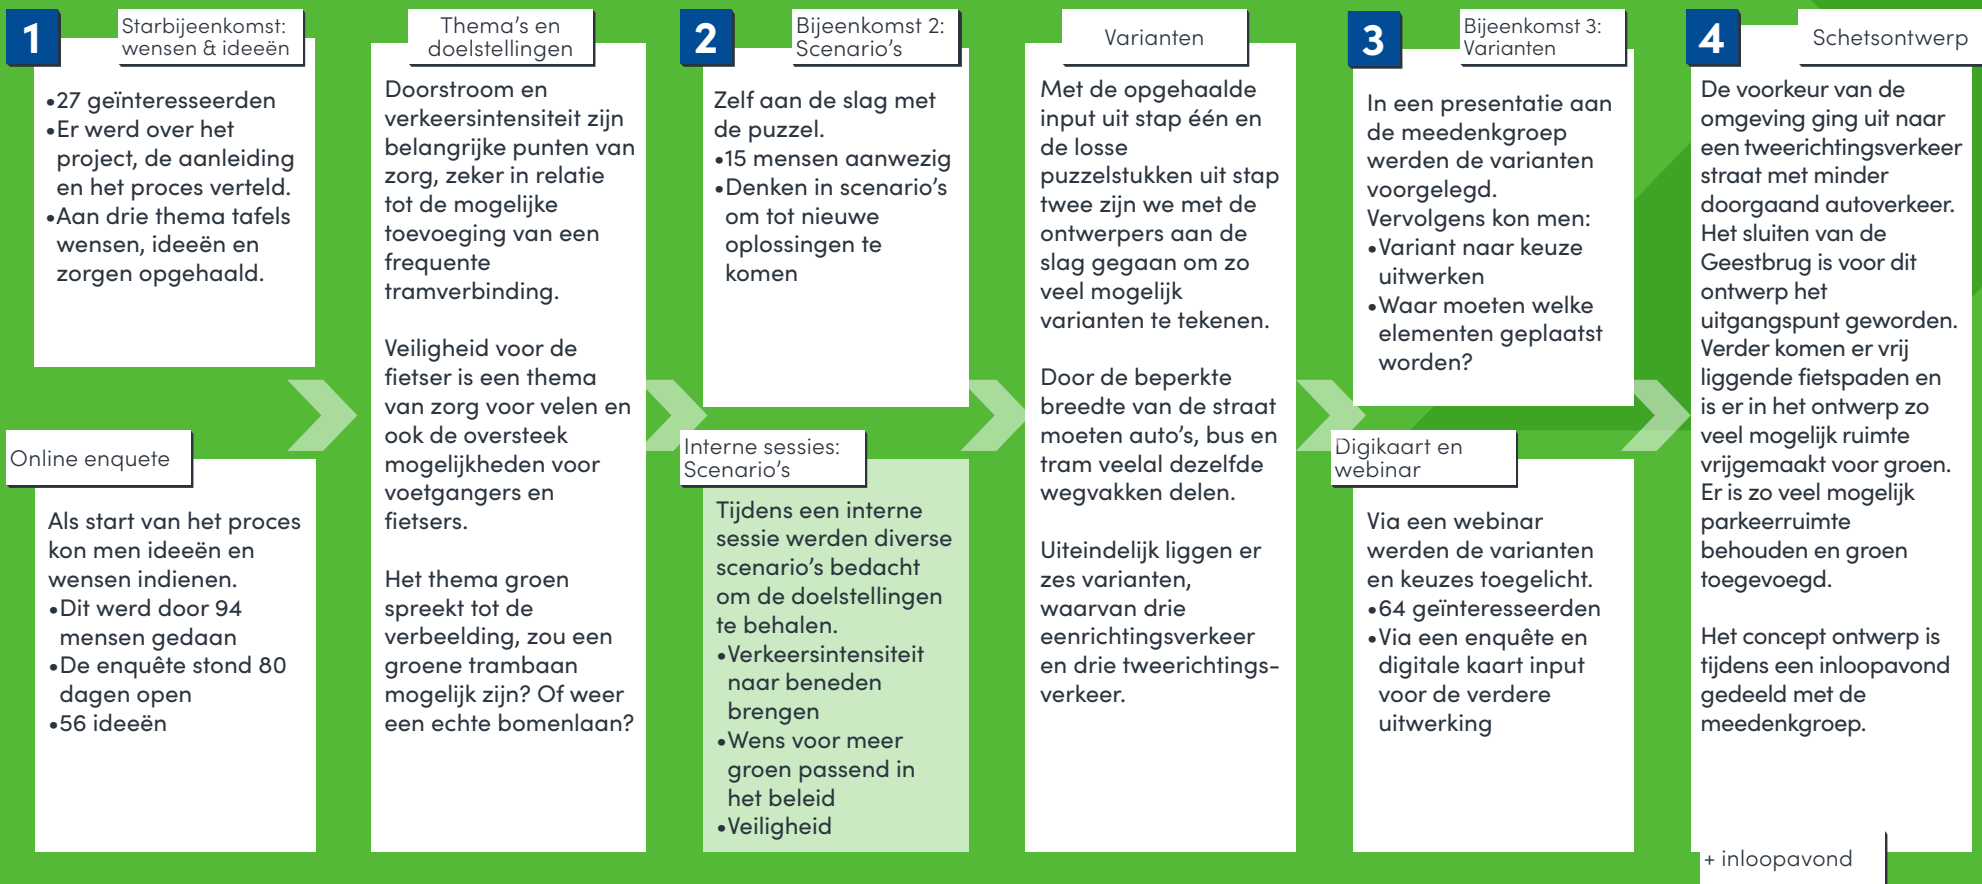 1
Starbijeenkomst:
wensen & ideeën
•27 geïnteresseerden
•Er werd over het
project, de aanleiding
en het proces verteld.
•Aan drie thema tafels
wensen, ideeën en
zorgen opgehaald.
Online enquete
Als start van het proces
kon men ideeën en
wensen indienen.
•Dit werd door 94
mensen gedaan
•De enquête stond 80
dagen open
•56 ideeën
Thema's en
doelstellingen
Doorstroom en
verkeersintensiteit zijn
belangrijke punten van
zorg, zeker in relatie
tot de mogelijke
toevoeging van een
frequente
tramverbinding.
Veiligheid voor de
fietser is een thema
van zorg voor velen en
ook de oversteek
mogelijkheden voor
voetgangers en
fietsers.
Het thema groen
spreekt tot de
verbeelding, zou een
groene trambaan
mogelijk zijn? Of weer
een echte bomenlaan?
2
Bijeenkomst 2:
Scenario's
Zelf aan de slag met
de puzzel.
•15 mensen aanwezig
•Denken in scenario's
om tot nieuwe
oplossingen te
komen
Interne sessies:
Scenario's
Tijdens een interne
sessie werden diverse
scenario's bedacht
om de doelstellingen
te behalen.
•Verkeersintensiteit
naar beneden
brengen
•Wens voor meer
groen passend in
het beleid
•Veiligheid
Varianten
Met de opgehaalde
input uit stap één en
de losse
puzzelstukken uit stap
twee zijn we met de
ontwerpers aan de
slag gegaan om zo
veel mogelijk
varianten te tekenen.
Door de beperkte
breedte van de straat
moeten auto's, bus en
tram veelal dezelfde
wegvakken delen.
Uiteindelijk liggen er
zes varianten,
waarvan drie
eenrichtingsverkeer
en drie tweerichtings-
verkeer.
3
Bijeenkomst 3:
Varianten
In een presentatie aan
de meedenkgroep
werden de varianten
voorgelegd.
Vervolgens kon men:
•Variant naar keuze
uitwerken
•Waar moeten welke
elementen geplaatst
worden?
Digikaart en
webinar
Via een webinar
werden de varianten
en keuzes toegelicht.
•64 geïnteresseerden
•Via een enquête en
digitale kaart input
voor de verdere
uitwerking
4
Schetsontwerp
De voorkeur van de
omgeving ging uit naar
een tweerichtingsverkeer
straat met minder
doorgaand autoverkeer.
Het sluiten van de
Geestbrug is voor dit
ontwerp het
uitgangspunt geworden.
Verder komen er vrij
liggende fietspaden en
is er in het ontwerp zo
veel mogelijk ruimte
vrijgemaakt voor groen.
Er is zo veel mogelijk
parkeerruimte
behouden en groen
toegevoegd.
Het concept ontwerp is
tijdens een inloopavond
gedeeld met de
meedenkgroep.
+ inloopavond